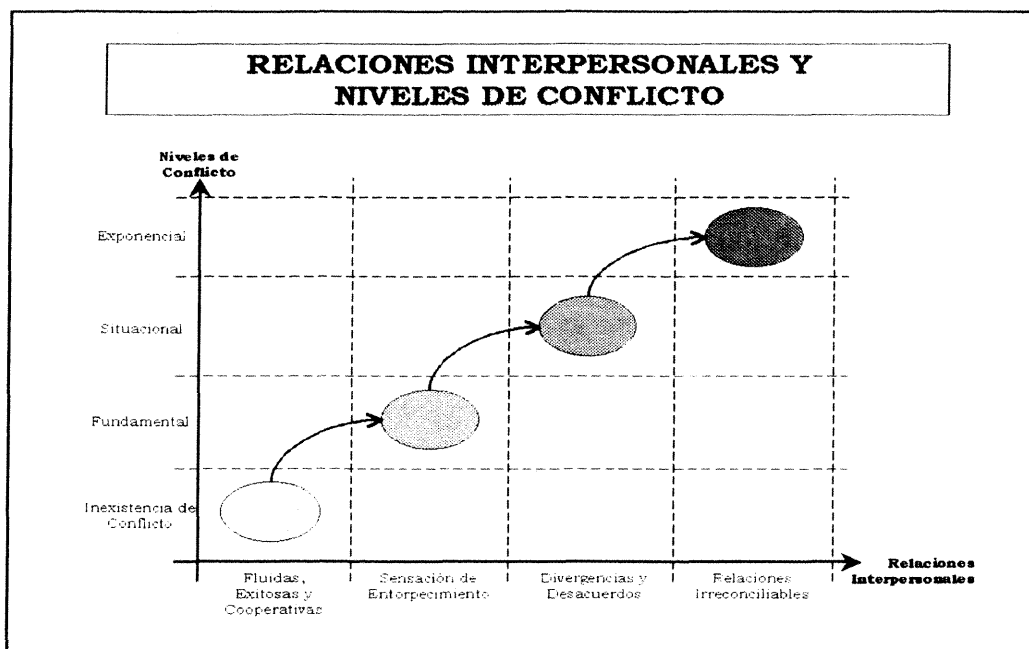 RELACIONES INTERPERSONALES Y
NIVELES DE CONFLICTO
Niveles de
Conflicto
Exponencial
Situacional
Fundamental
Inexistencia de
Conflicto
Relaciones
Interpersonales
Fluidas,
Exitosas y
Cooperativas
Sensación de
Entorpecimiento
Divergencias y
Desacuerdos
Relaciones
Irreconciliables